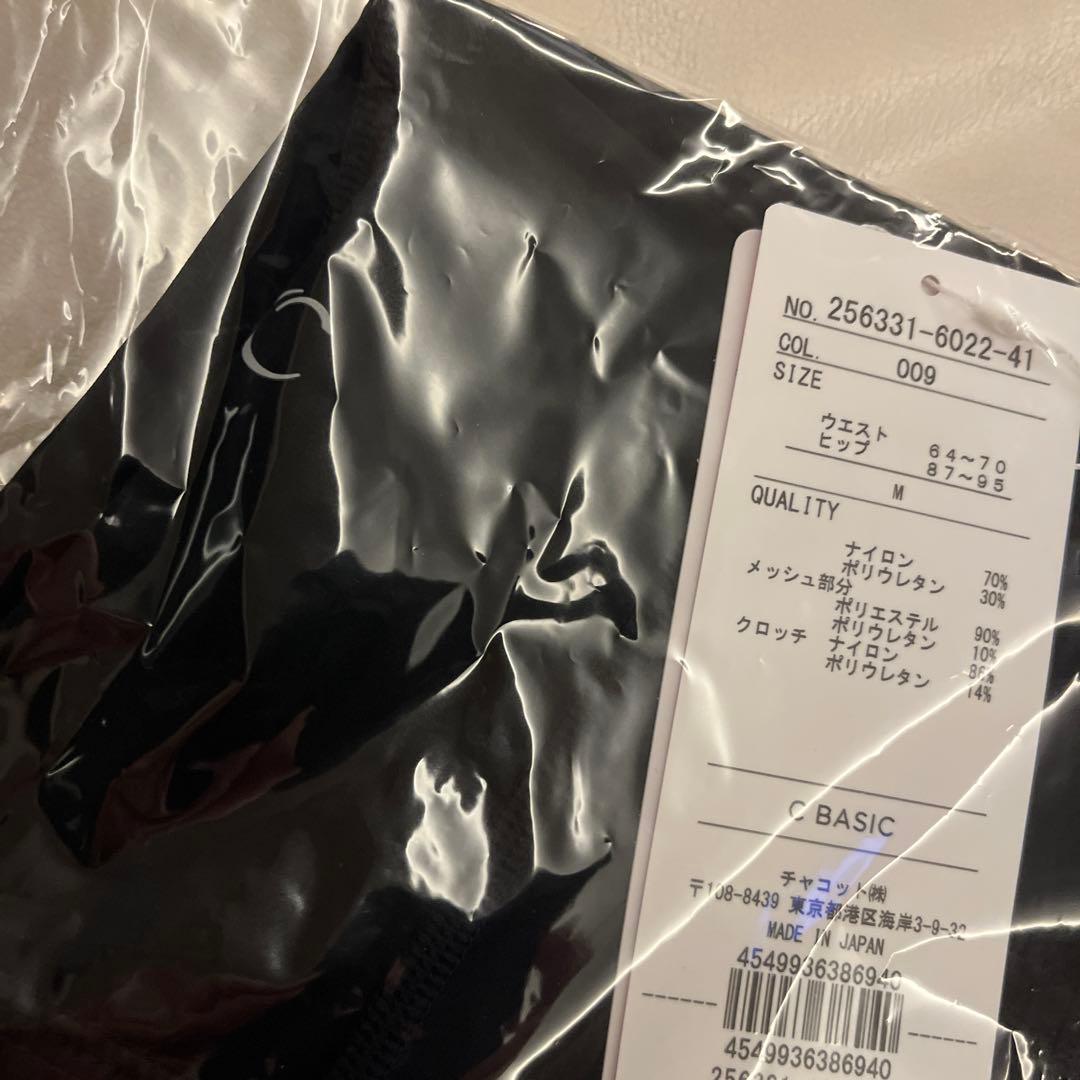 NO. 256331-6022-41
COL. 009
SIZE
ウエスト 64~70
ヒップ 87~95
M
QUALITY
ナイロン 70%
ポリウレタン 30%
メッシュ部分
ポリエステル 90%
ポリウレタン 10%
クロッチ ナイロン 86%
ポリウレタン 14%
C BASIC
チャコット㈱
〒108-8439 東京都港区海岸3-9-32
MADE IN JAPAN
4549936386940
4549936386940